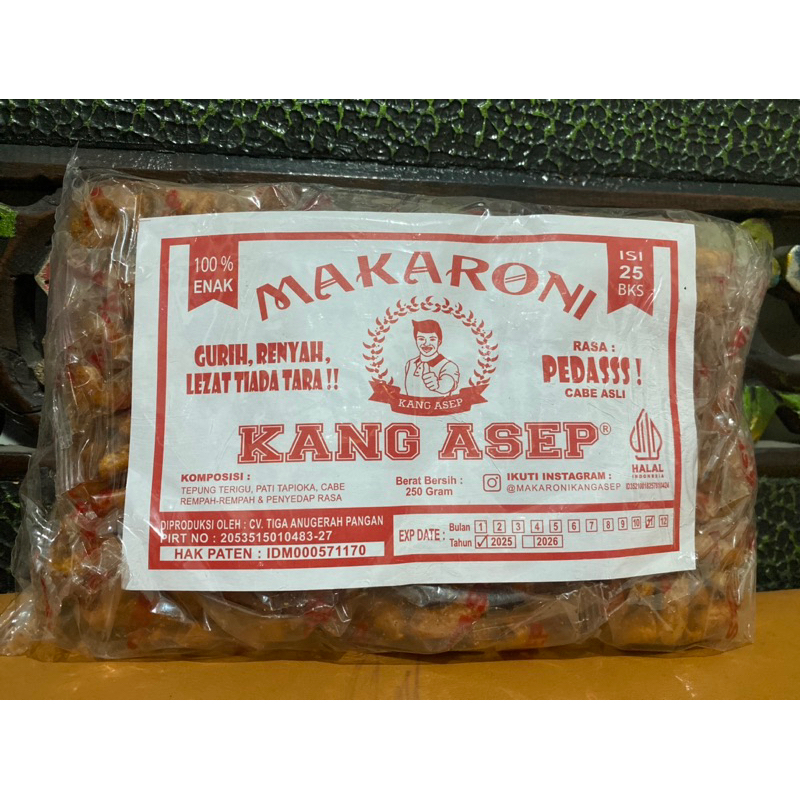 100 %
ENAK
MAKARONI
ISI
25
BKS
GURIH, RENYAH,
LEZAT TIADA TARA !!
KANG ASEP
RASA :
PEDASSS !
CABE ASLI
KANG ASEP®
HALAL
INDONESIA
KOMPOSISI :
TEPUNG TERIGU, PATI TAPIOKA, CABE
REMPAH-REMPAH & PENYEDAP RASA
Berat Bersih :
250 Gram
IKUTI INSTAGRAM :
@MAKARONIKANGASEP
DIPRODUKSI OLEH : CV. TIGA ANUGERAH PANGAN
PIRT NO : 2053515010483-27
HAK PATEN : IDM000571170
EXP DATE :
Bulan 1 2 3 4 5 6 7 8 9 10 11 12
Tahun 2025 2026